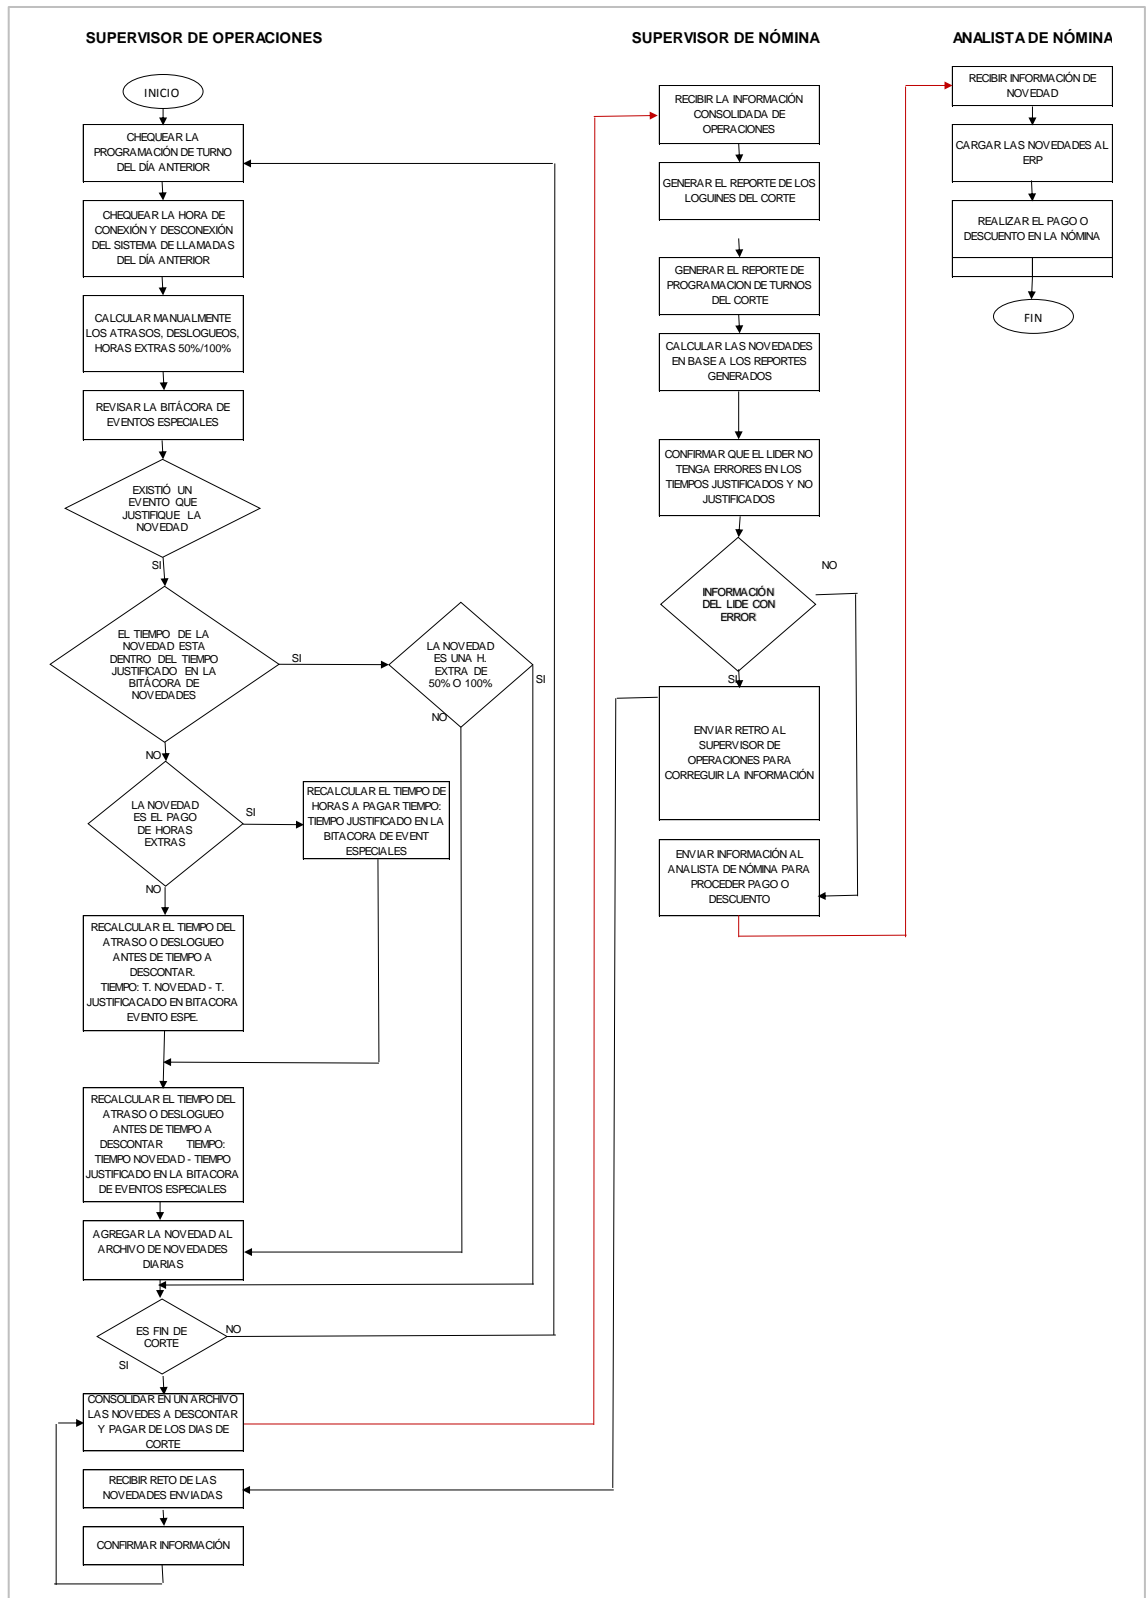 SUPERVISOR DE OPERACIONES
INICIO
CHEQUEAR LA
PROGRAMACIÓN DE TURNO
DEL DÍA ANTERIOR
CHEQUEAR LA HORA DE
CONEXIÓN Y DESCONEXIÓN
DEL SISTEMA DE LLAMADAS
DEL DÍA ANTERIOR
CALCULAR MANUALMENTE
LOS ATRASOS, DESLOGUEOS,
HORAS EXTRAS 50%/100%
REVISAR LA BITÁCORA DE
EVENTOS ESPECIALES
EXISTIÓ UN
EVENTO QUE
JUSTIFIQUE LA
NOVEDAD
SI
EL TIEMPO DE LA
NOVEDAD ESTA
DENTRO DEL TIEMPO
JUSTIFICADO EN LA
BITÁCORA DE
NOVEDADES
SI
LA NOVEDAD
ES UNA H.
EXTRA DE
50% O 100%
SI
NO
NO
LA NOVEDAD
ES EL PAGO
DE HORAS
EXTRAS
SI
RECALCULAR EL TIEMPO DE
HORAS A PAGAR TIEMPO:
TIEMPO JUSTIFICADO EN LA
BITACORA DE EVENT
ESPECIALES
NO
RECALCULAR EL TIEMPO DEL
ATRASO O DESLOGUEO
ANTES DE TIEMPO A
DESCONTAR.
TIEMPO: T. NOVEDAD - T.
JUSTIFICACADO EN BITACORA
EVENTO ESPE.
RECALCULAR EL TIEMPO DEL
ATRASO O DESLOGUEO
ANTES DE TIEMPO A
DESCONTAR TIEMPO:
TIEMPO NOVEDAD - TIEMPO
JUSTIFICADO EN LA BITACORA
DE EVENTOS ESPECIALES
AGREGAR LA NOVEDAD AL
ARCHIVO DE NOVEDADES
DIARIAS
ES FIN DE
CORTE
NO
SI
CONSOLIDAR EN UN ARCHIVO
LAS NOVEDES A DESCONTAR
Y PAGAR DE LOS DIAS DE
CORTE
RECIBIR RETO DE LAS
NOVEDADES ENVIADAS
CONFIRMAR INFORMACIÓN
SUPERVISOR DE NÓMINA
RECIBIR LA INFORMACIÓN
CONSOLIDADA DE
OPERACIONES
GENERAR EL REPORTE DE LOS
LOGUINES DEL CORTE
GENERAR EL REPORTE DE
PROGRAMACION DE TURNOS
DEL CORTE
CALCULAR LAS NOVEDADES
EN BASE A LOS REPORTES
GENERADOS
CONFIRMAR QUE EL LIDER NO
TENGA ERRORES EN LOS
TIEMPOS JUSTIFICADOS Y NO
JUSTIFICADOS
INFORMACIÓN
DEL LIDE CON
ERROR
NO
SI
ENVIAR RETRO AL
SUPERVISOR DE
OPERACIONES PARA
CORREGUIR LA INFORMACIÓN
ENVIAR INFORMACIÓN AL
ANALISTA DE NÓMINA PARA
PROCEDER PAGO O
DESCUENTO
ANALISTA DE NÓMINA
RECIBIR INFORMACIÓN DE
NOVEDAD
CARGAR LAS NOVEDADES AL
ERP
REALIZAR EL PAGO O
DESCUENTO EN LA NÓMINA
FIN